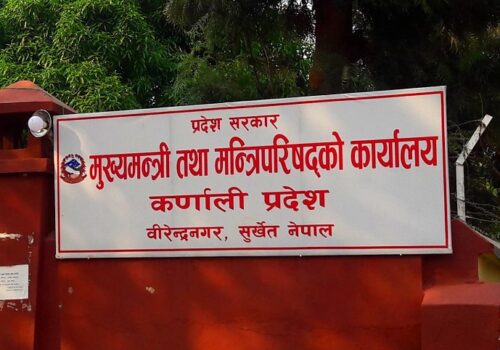 प्रदेश सरकार
मुख्यमन्त्री तथा मन्त्रिपरिषद्को कार्यालय
कर्णाली प्रदेश
वीरेन्द्रनगर, सुर्खेत नेपाल